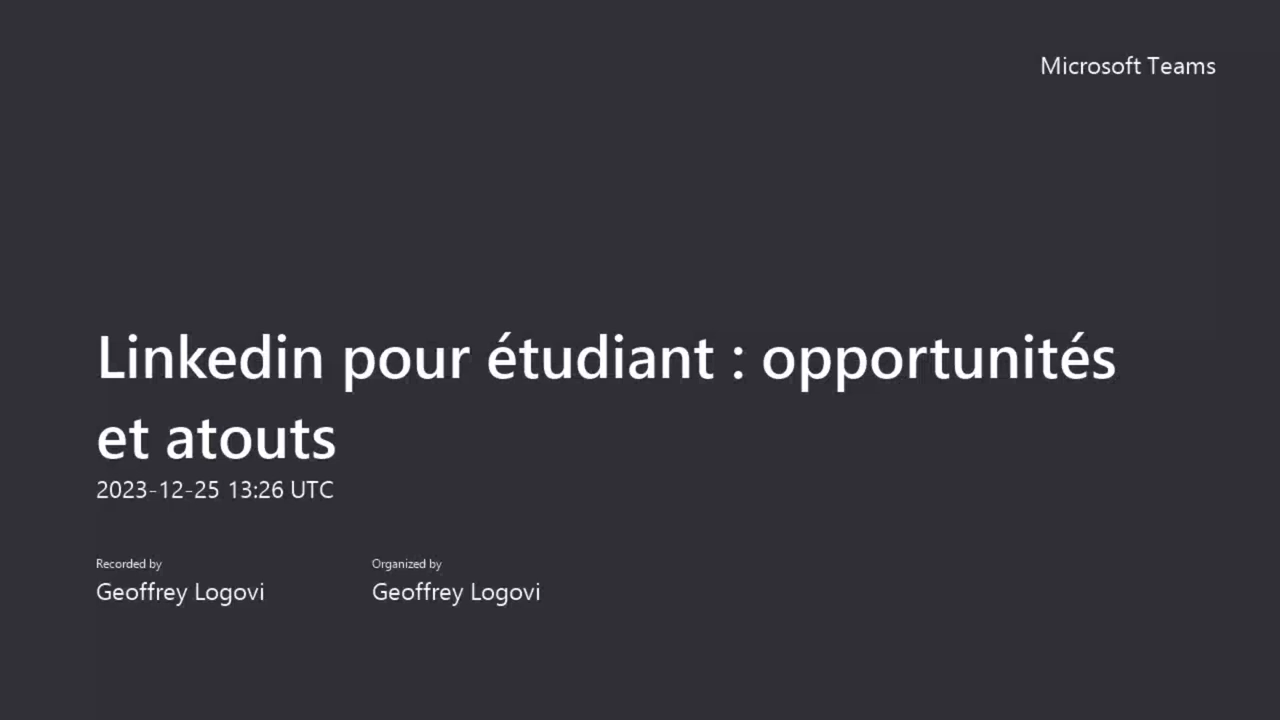 Microsoft Teams
Linkedin pour étudiant : opportunités
et atouts
2023-12-25 13:26 UTC
Recorded by
Geoffrey Logovi
Organized by
Geoffrey Logovi